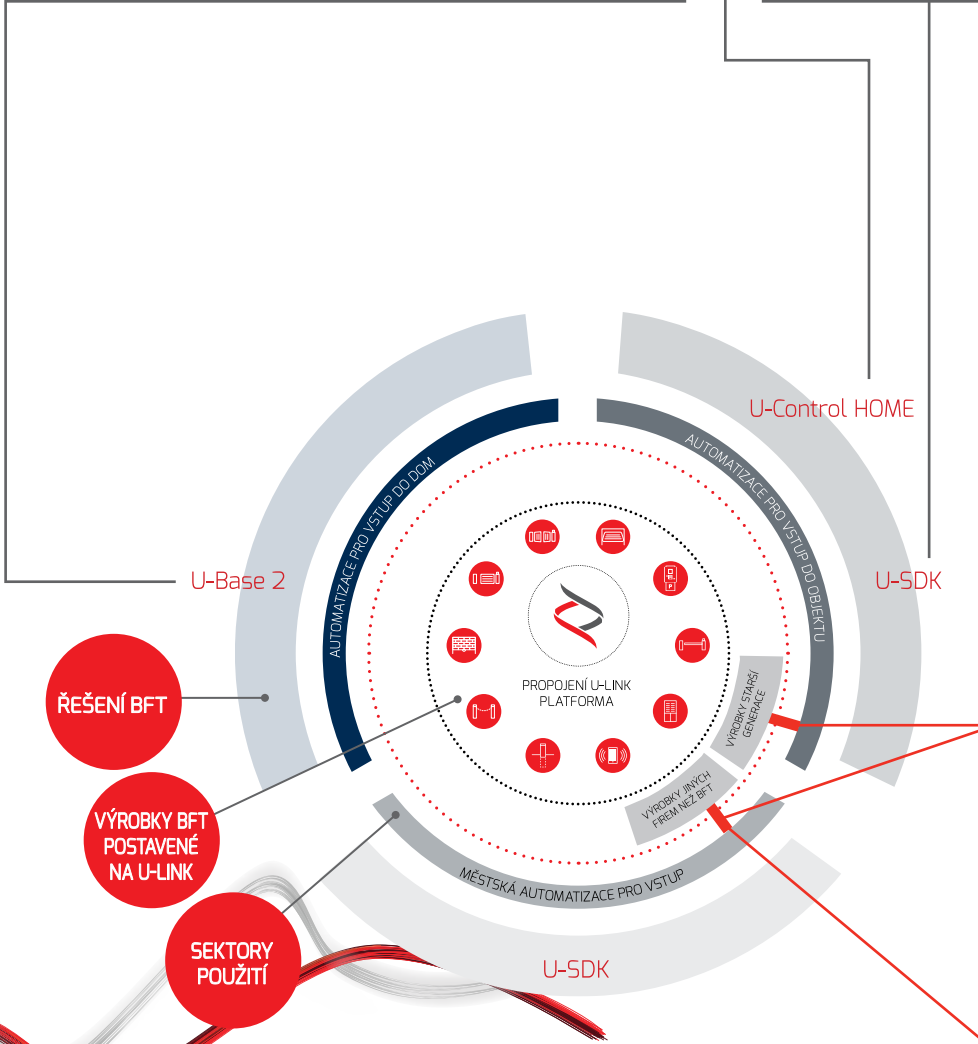 U-Control HOME
AUTOMATIZACE PRO VSTUP DO DOM
AUTOMATIZACE PRO VSTUP DO OBJEKTU
U-Base 2
U-SDK
PROPOJENÍ U-LINK
PLATFORMA
ŘEŠENÍ BFT
VÝROBKY STARŠÍ
GENERACE
VÝROBKY JINÝCH
FIREM NEŽ BFT
VÝROBKY BFT
POSTAVENÉ
NA U-LINK
MĚSTSKÁ AUTOMATIZACE PRO VSTUP
SEKTORY
POUŽITÍ
U-SDK